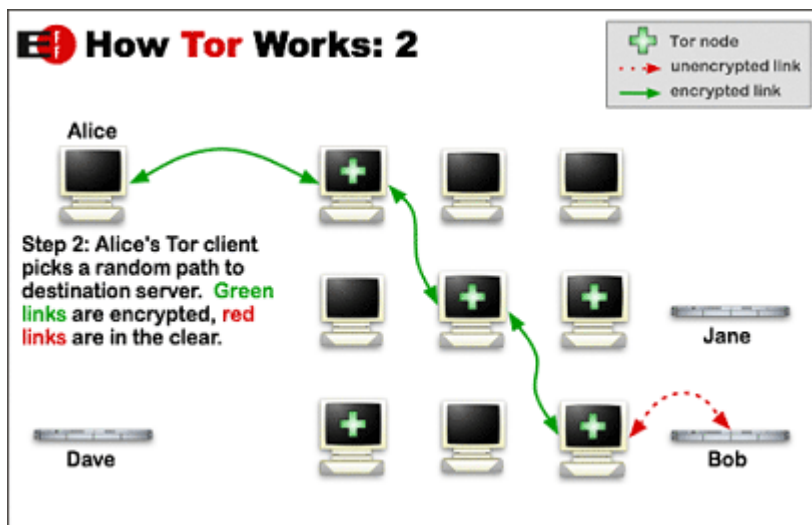 EFF How Tor Works: 2
Tor node
unencrypted link
encrypted link
Alice
Step 2: Alice's Tor client
picks a random path to
destination server. Green
links are encrypted, red
links are in the clear.
Jane
Dave
Bob